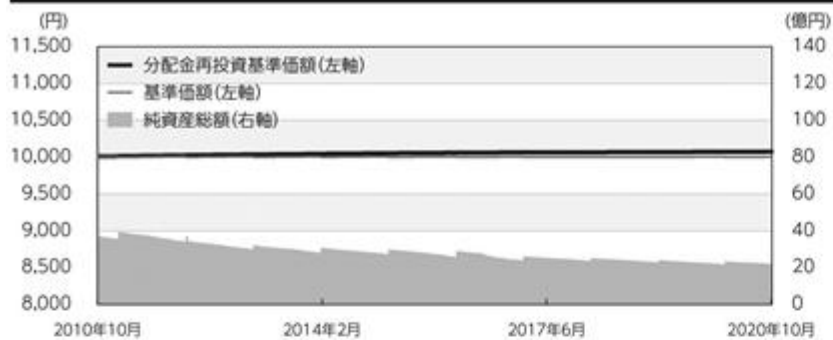 (円)
(億円)
11,500
140
分配金再投資基準価額(左軸)
11,000
120
基準価額(左軸)
10,500
100
純資産総額(右軸)
10,000
80
9,500
60
9,000
40
8,500
20
8,000
0
2010年10月
2014年2月
2017年6月
2020年10月